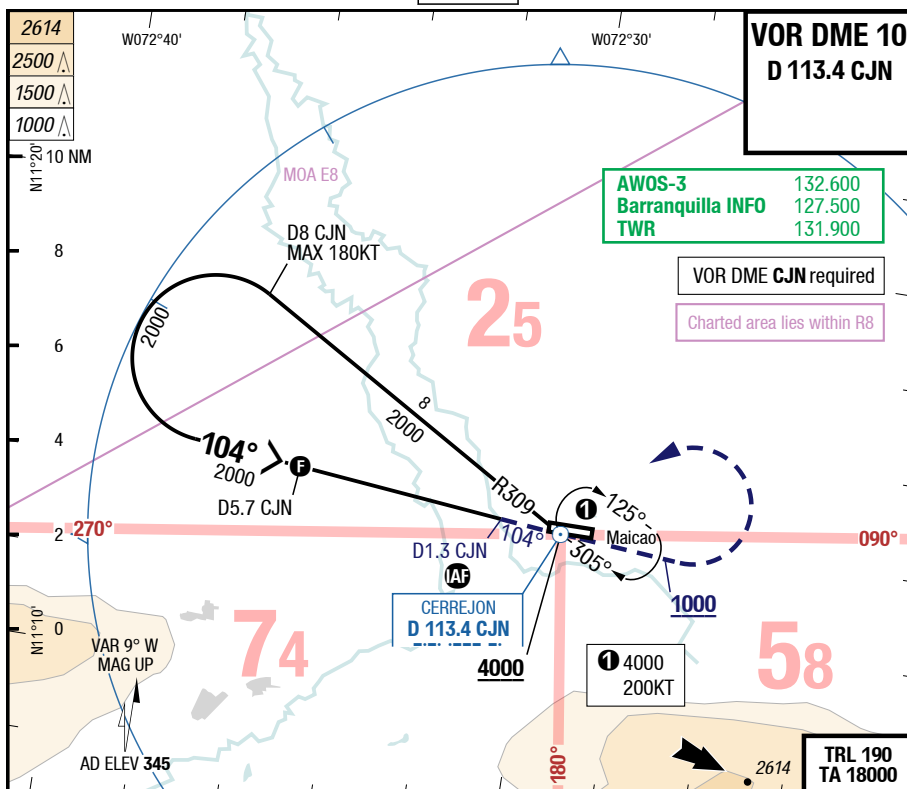 2614
2500
1500
1000
W072°40'
W072°30'
VOR DME 10
D 113.4 CJN
N11°20'
10 NM
MOA E8
AWOS-3 132.600
Barranquilla INFO 127.500
TWR 131.900
D8 CJN
MAX 180KT
8
VOR DME CJN required
25
Charted area lies within R8
2000
6
8
2000
4
104°
2000
F
D5.7 CJN
R309
1
125°
270°
2
D1.3 CJN
104°
Maicao
090°
305°
IAF
CERREJON
D 113.4 CJN
1000
N11°10'
0
VAR 9° W
MAG UP
74
4000
1 4000
200KT
58
AD ELEV 345
180°
2614
TRL 190
TA 18000